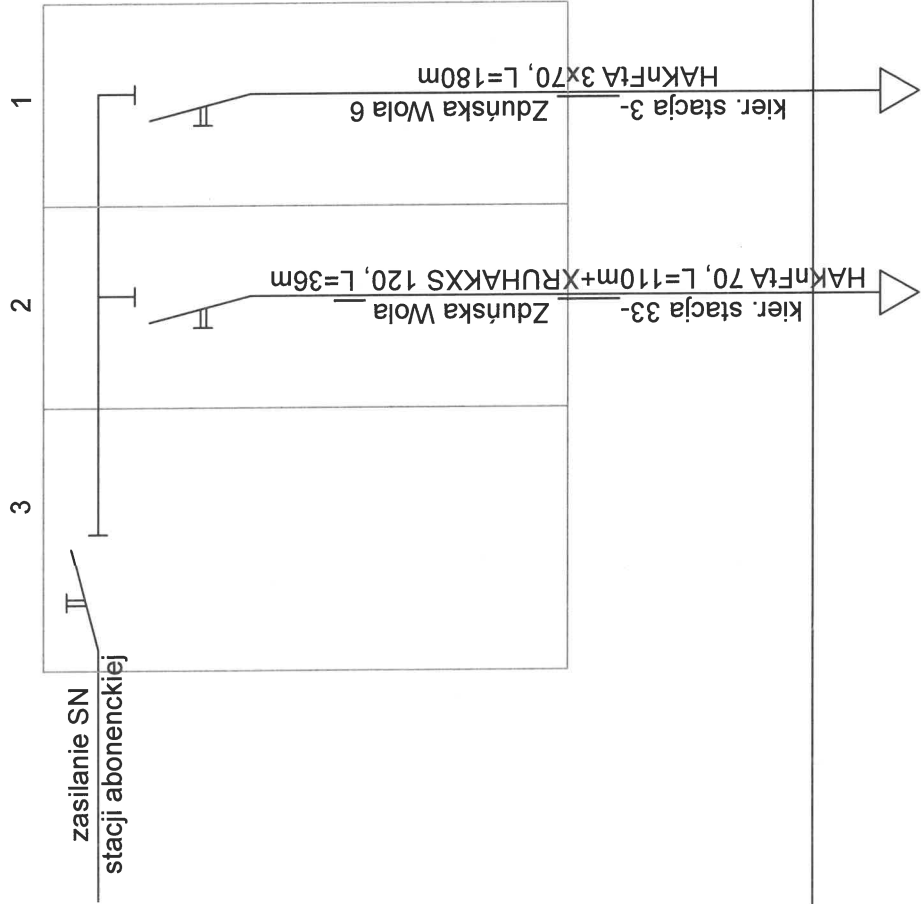 1
HAKnFtA 3x70, L=180m
kier. stacja 3- Zduńska Wola 6
2
HAKnFtA 70, L=110m+XRUHAKXS 120, L=36m
kier. stacja 33- Zduńska Wola
3
zasilanie SN
stacji abonenckiej